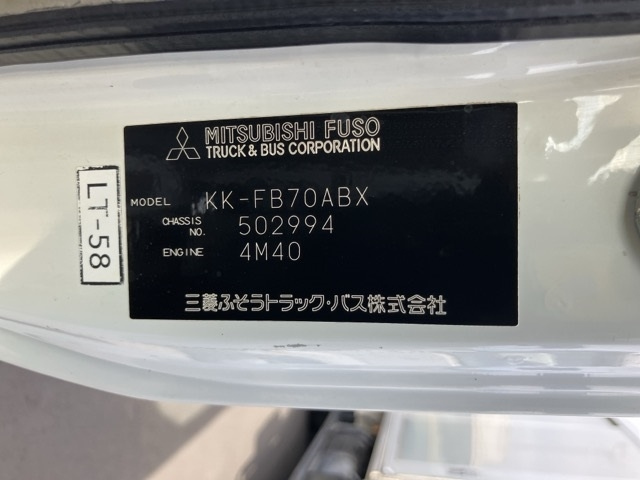 MITSUBISHI FUSO
TRUCK & BUS CORPORATION
MODEL KK-FB70ABX
CHASSIS NO. 502994
ENGINE 4M40
三菱ふそうトラック・バス株式会社
LT-58